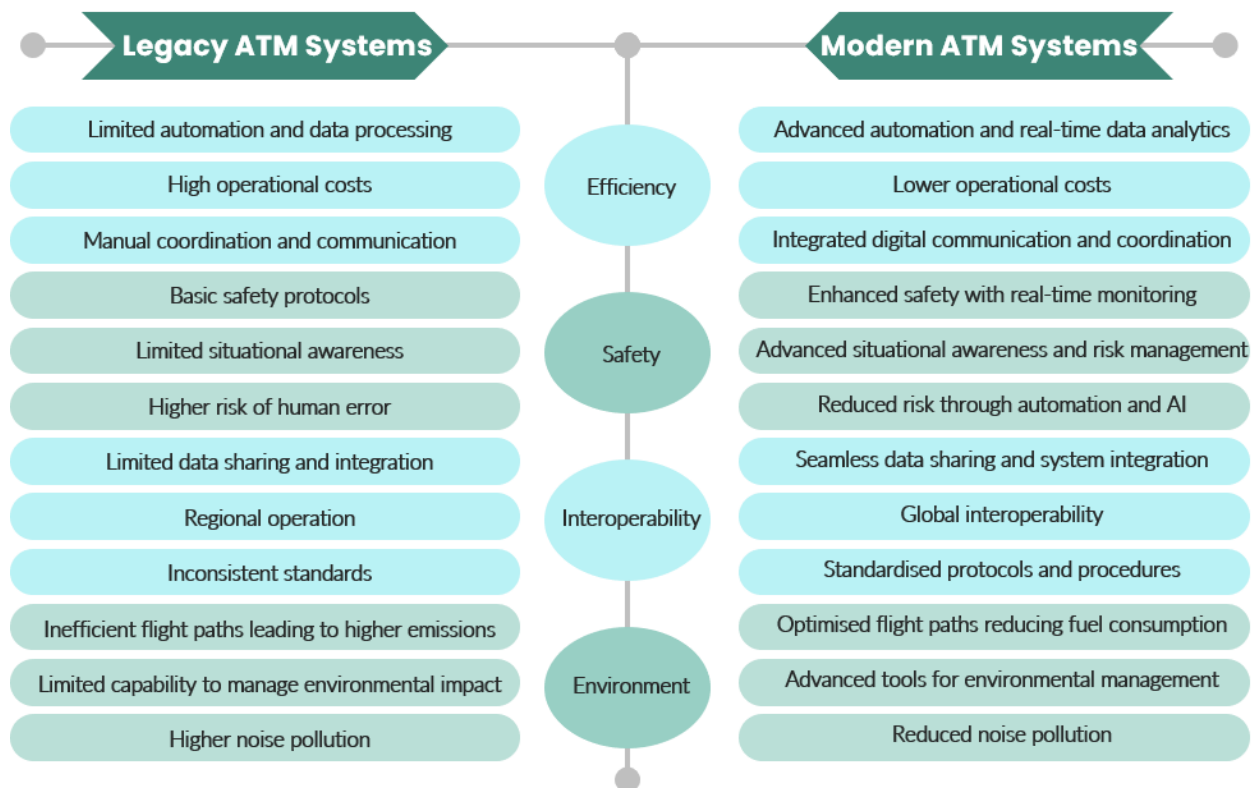 Legacy ATM Systems
Modern ATM Systems
Limited automation and data processing
High operational costs
Manual coordination and communication
Basic safety protocols
Limited situational awareness
Higher risk of human error
Limited data sharing and integration
Regional operation
Inconsistent standards
Inefficient flight paths leading to higher emissions
Limited capability to manage environmental impact
Higher noise pollution
Efficiency
Safety
Interoperability
Environment
Advanced automation and real-time data analytics
Lower operational costs
Integrated digital communication and coordination
Enhanced safety with real-time monitoring
Advanced situational awareness and risk management
Reduced risk through automation and AI
Seamless data sharing and system integration
Global interoperability
Standardised protocols and procedures
Optimised flight paths reducing fuel consumption
Advanced tools for environmental management
Reduced noise pollution